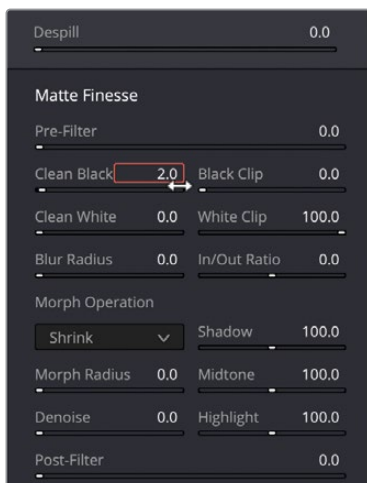 Despill 0.0
Matte Finesse
Pre-Filter 0.0
Clean Black 2.0 Black Clip 0.0
Clean White 0.0 White Clip 100.0
Blur Radius 0.0 In/Out Ratio 0.0
Morph Operation
Shrink Shadow 100.0
Morph Radius 0.0 Midtone 100.0
Denoise 0.0 Highlight 100.0
Post-Filter 0.0